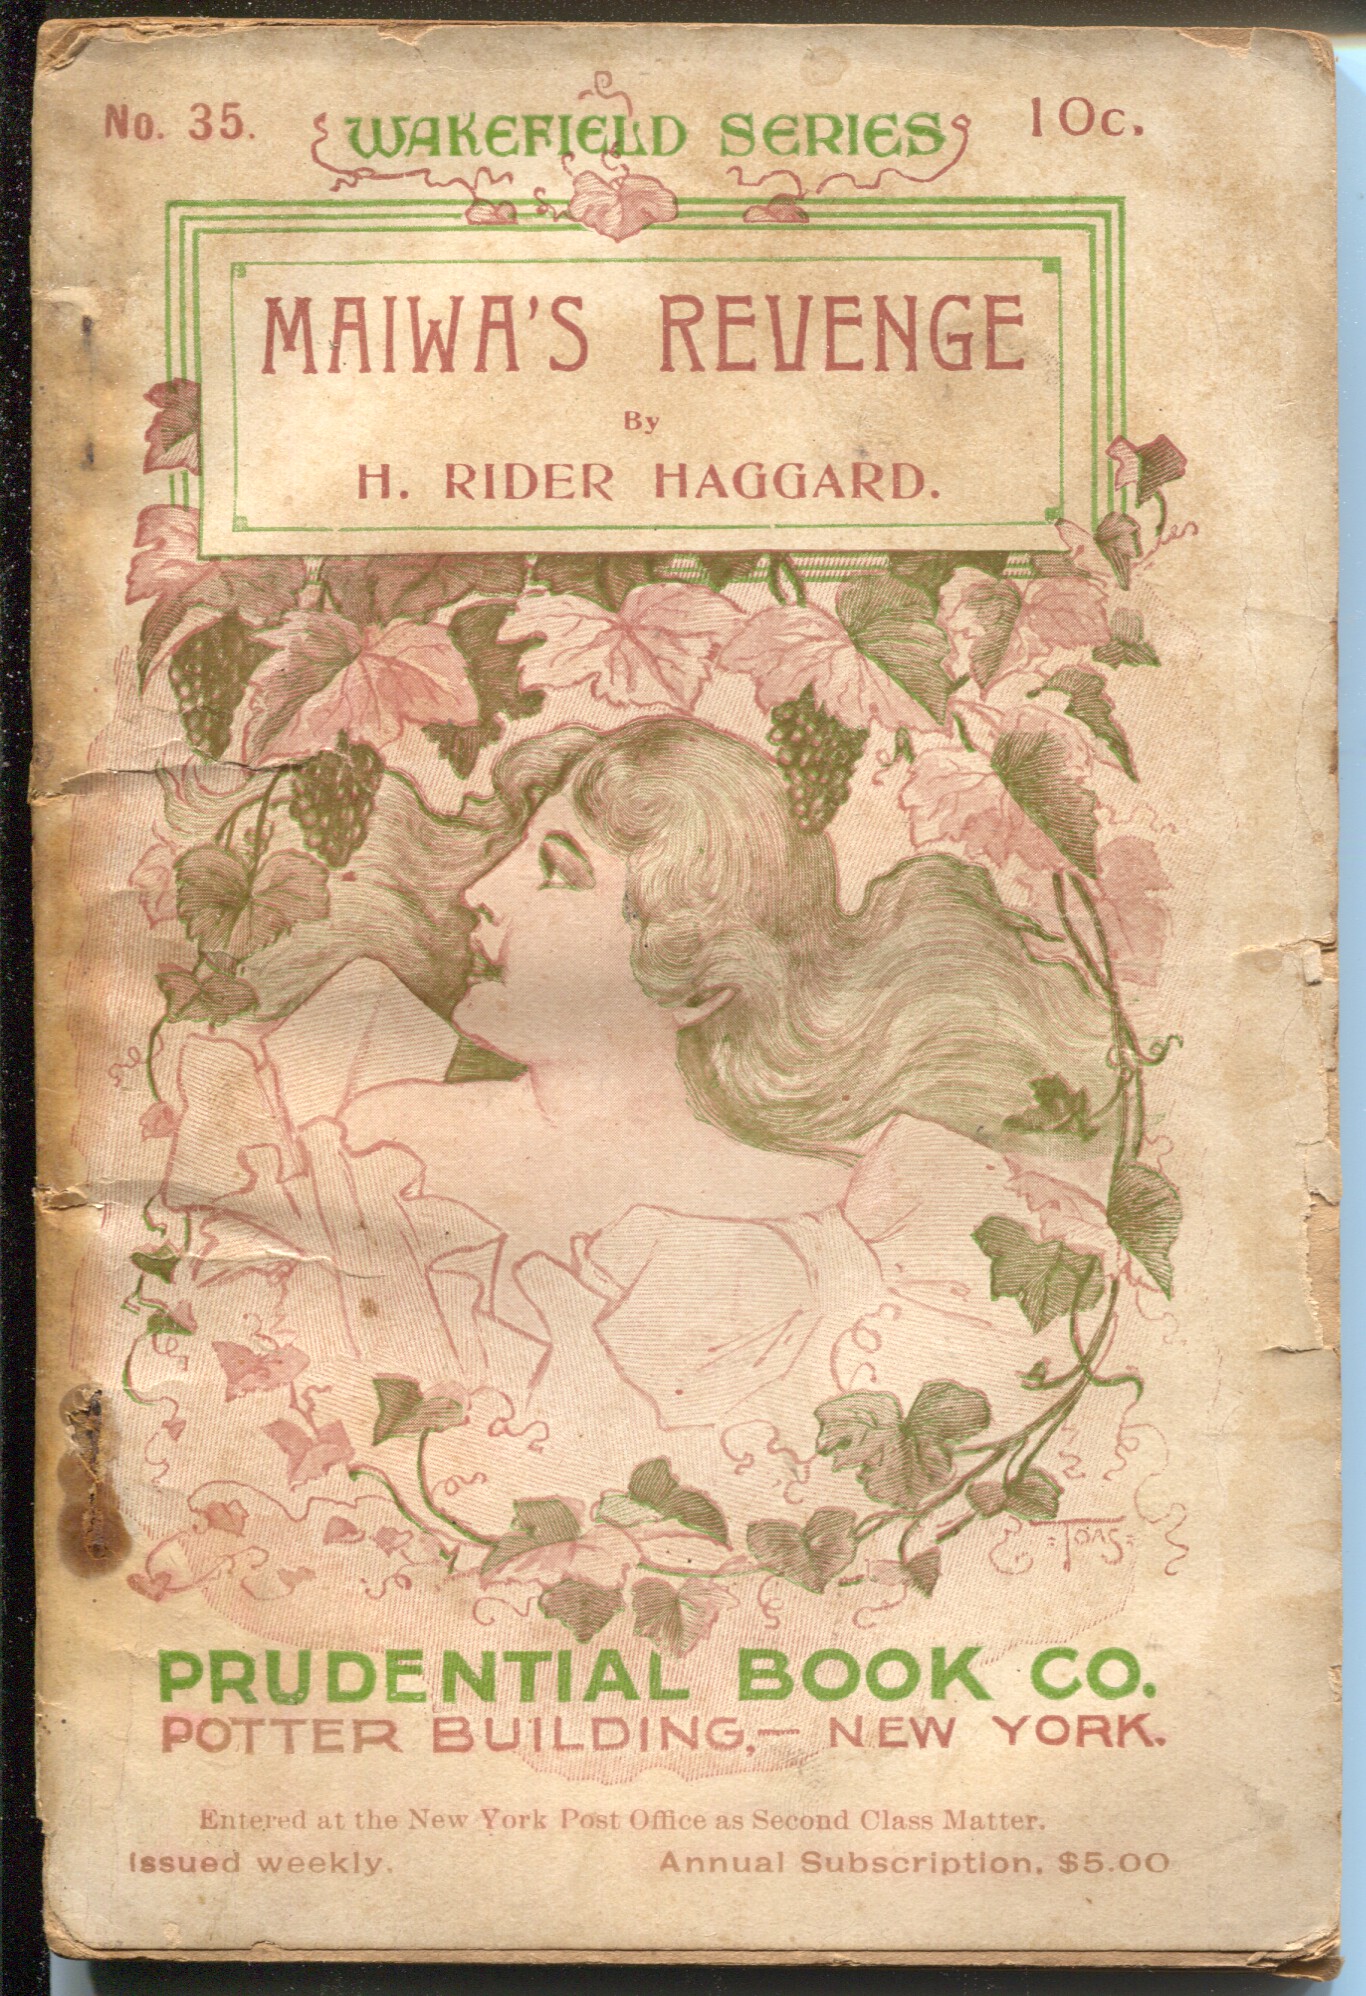 No. 35.
WAKEFIELD SERIES
10c.
MAIWA'S REVENGE
By
H. RIDER HAGGARD.
PRUDENTIAL BOOK CO.
POTTER BUILDING,— NEW YORK.
Entered at the New York Post Office as Second Class Matter.
Issued weekly.
Annual Subscription, $5.00